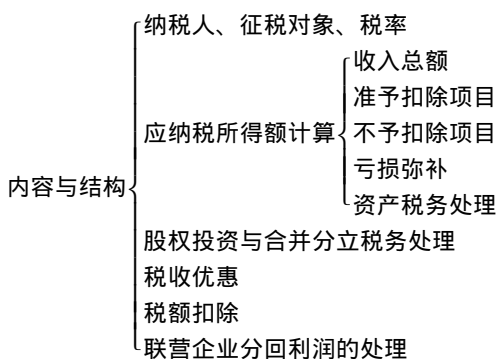 纳税人、征税对象、税率
收入总额
准予扣除项目
应纳税所得额计算
不予扣除项目
亏损弥补
内容与结构
资产税务处理
股权投资与合并分立税务处理
税收优惠
税额扣除
联营企业分回利润的处理